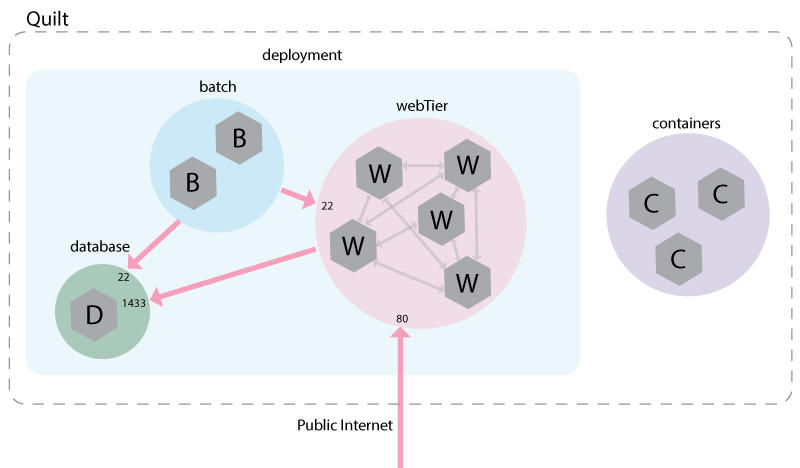 Quilt
deployment
batch
webTier
containers
B
B
W
W
W
W
W
22
C
C
C
database
22
1433
D
80
Public Internet